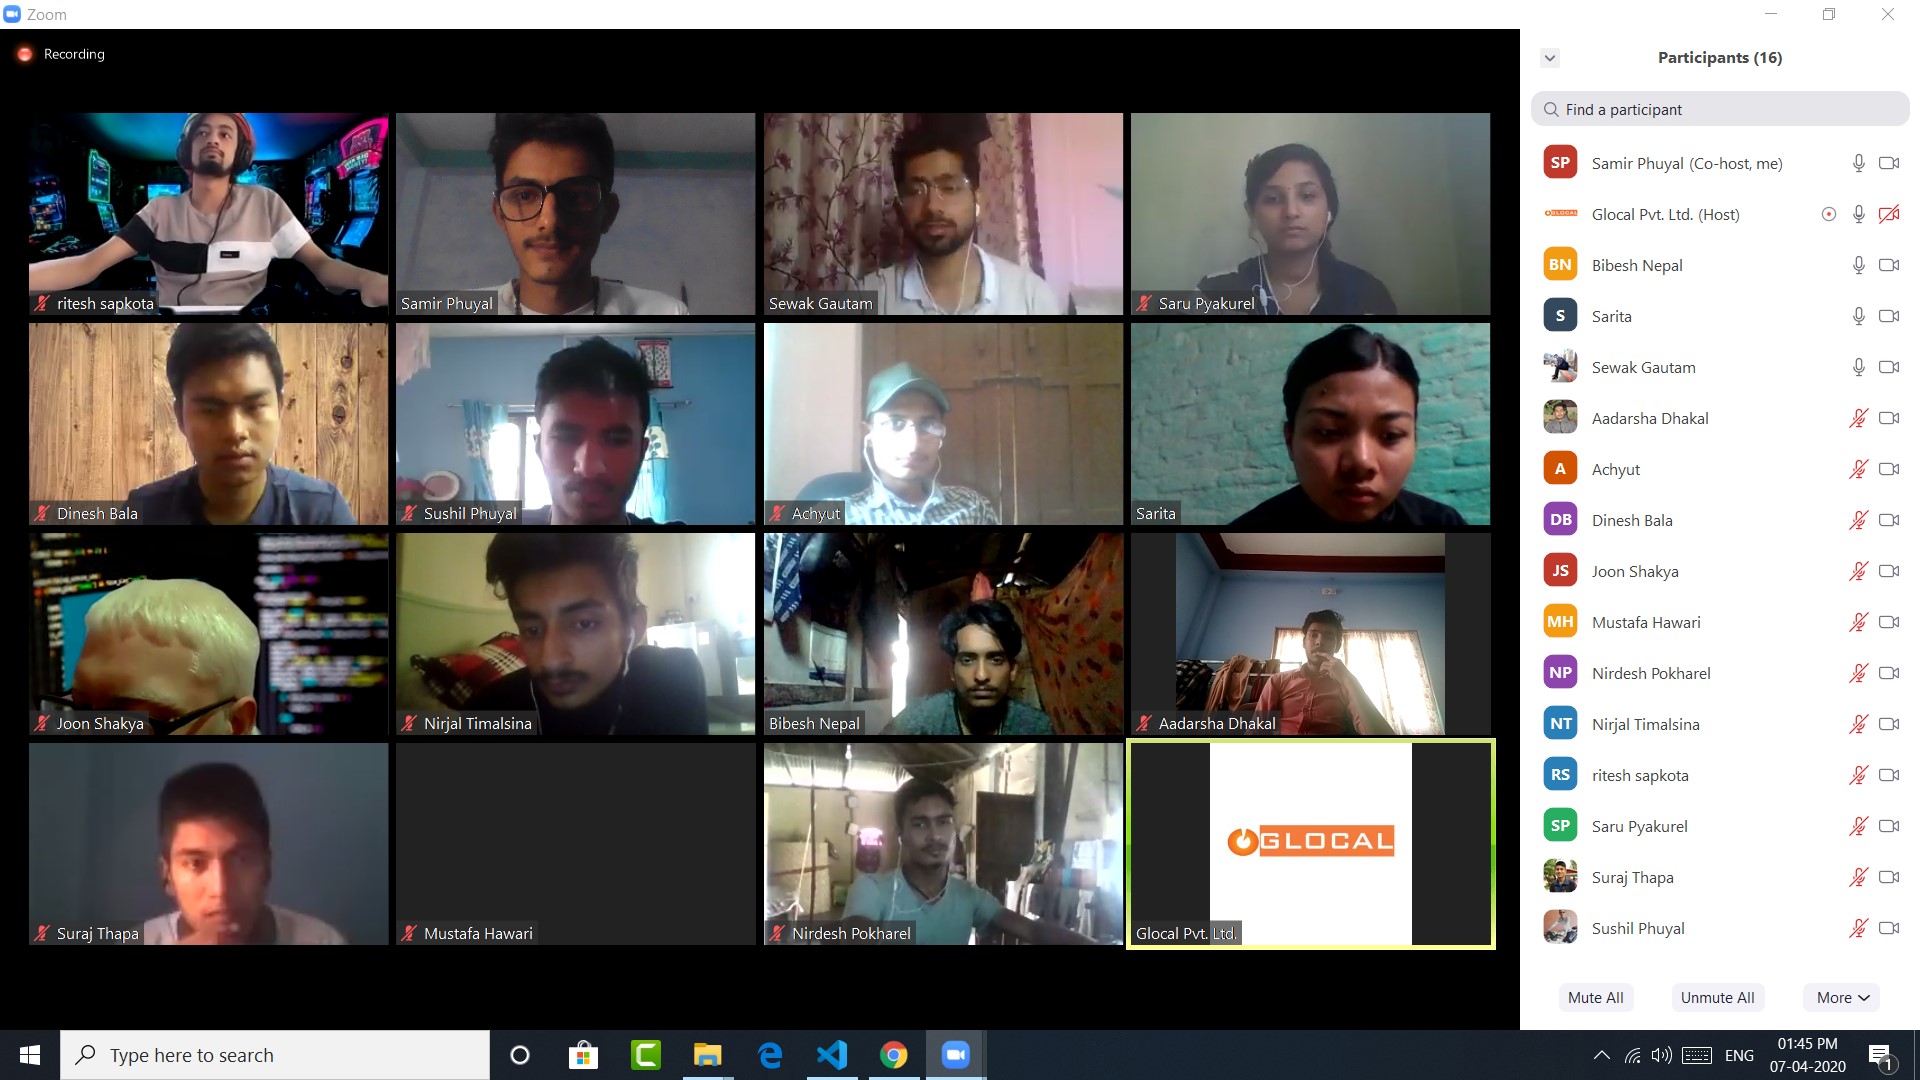 Zoom
Recording
Participants (16)
Find a participant
ritesh sapkota
Samir Phuyal
Sewak Gautam
Saru Pyakurel
Dinesh Bala
Sushil Phuyal
Achyut
Sarita
Joon Shakya
Nirjal Timalsina
Bibesh Nepal
Aadarsha Dhakal
Suraj Thapa
Mustafa Hawari
Nirdesh Pokharel
GLOCAL
Glocal Pvt. Ltd.
SP Samir Phuyal (Co-host, me)
GLOCAL Glocal Pvt. Ltd. (Host)
BN Bibesh Nepal
S Sarita
Sewak Gautam
Aadarsha Dhakal
A Achyut
DB Dinesh Bala
JS Joon Shakya
MH Mustafa Hawari
NP Nirdesh Pokharel
NT Nirjal Timalsina
RS ritesh sapkota
SP Saru Pyakurel
Suraj Thapa
Sushil Phuyal
Mute All Unmute All More
Type here to search
ENG
01:45 PM
07-04-2020
1